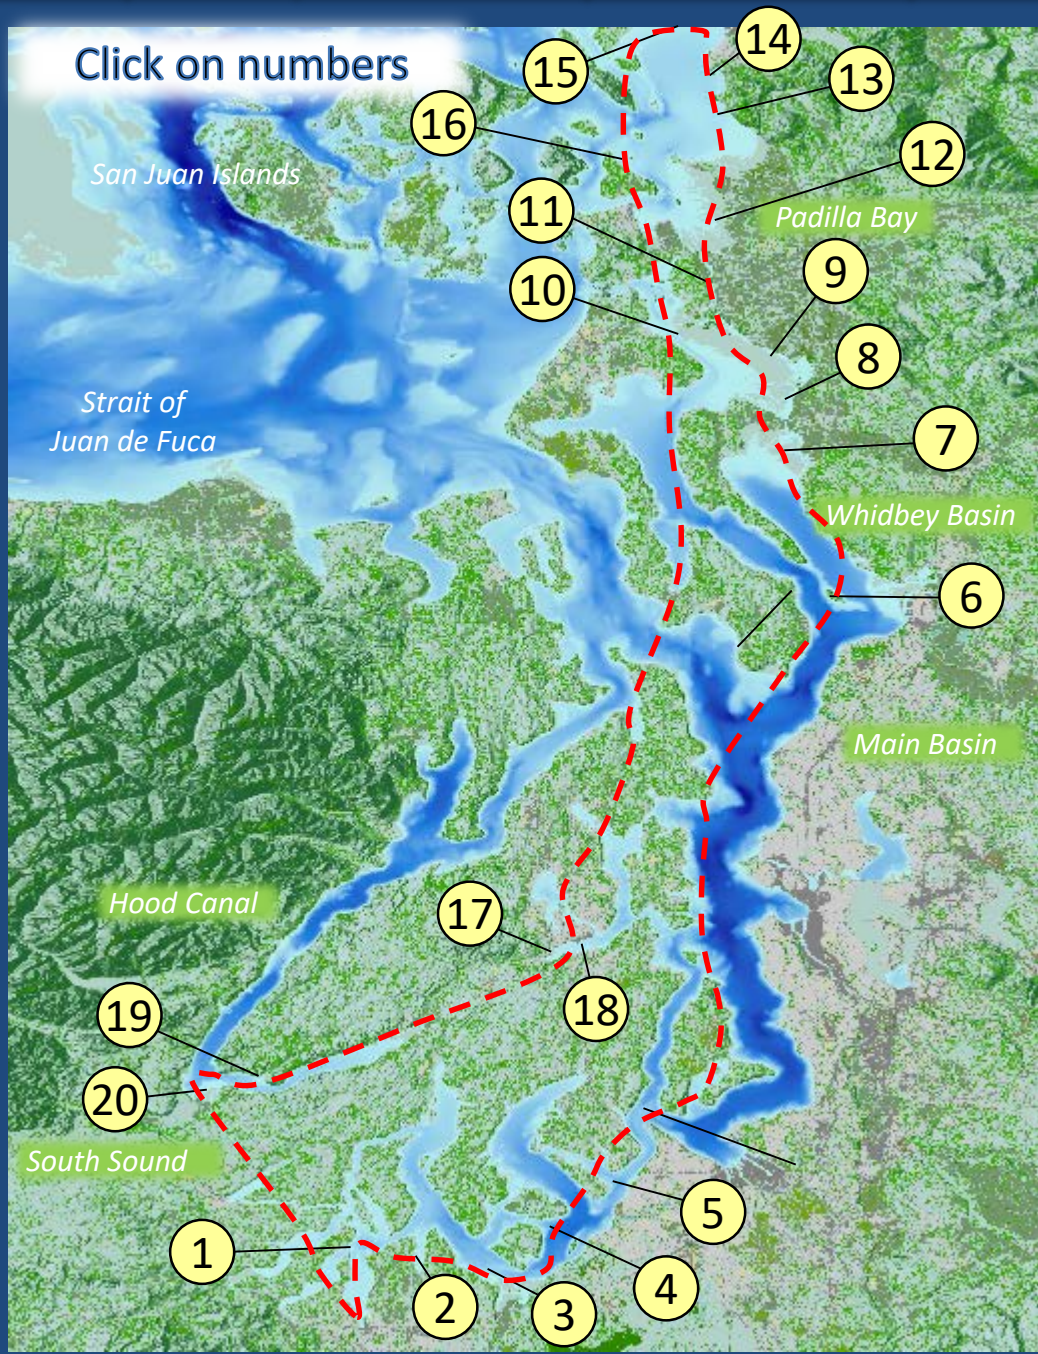 Click on numbers
14
15
13
16
12
San Juan Islands
11
Padilla Bay
9
10
8
Strait of
Juan de Fuca
7
Whidbey Basin
6
Main Basin
Hood Canal
17
18
19
20
South Sound
5
1
4
2
3